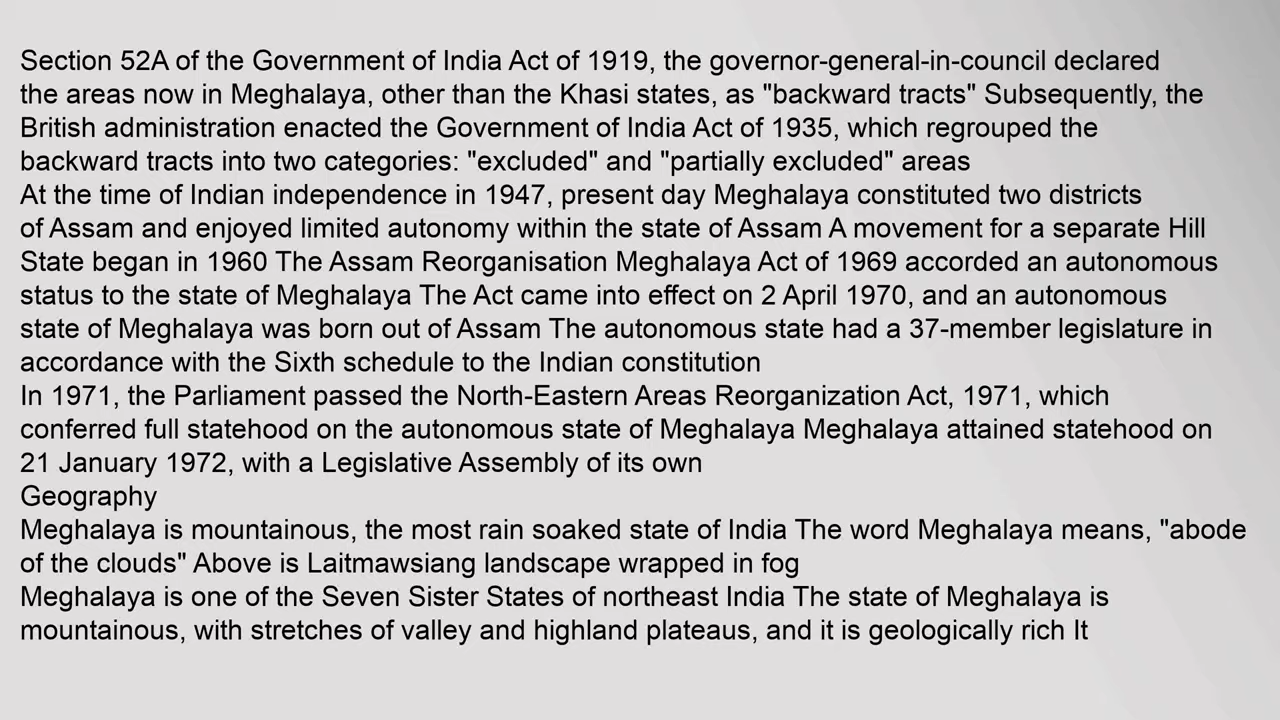 Section 52A of the Government of India Act of 1919, the governor-general-in-council declared
the areas now in Meghalaya, other than the Khasi states, as "backward tracts" Subsequently, the
British administration enacted the Government of India Act of 1935, which regrouped the
backward tracts into two categories: "excluded" and "partially excluded" areas
At the time of Indian independence in 1947, present day Meghalaya constituted two districts
of Assam and enjoyed limited autonomy within the state of Assam A movement for a separate Hill
State began in 1960 The Assam Reorganisation Meghalaya Act of 1969 accorded an autonomous
status to the state of Meghalaya The Act came into effect on 2 April 1970, and an autonomous
state of Meghalaya was born out of Assam The autonomous state had a 37-member legislature in
accordance with the Sixth schedule to the Indian constitution
In 1971, the Parliament passed the North-Eastern Areas Reorganization Act, 1971, which
conferred full statehood on the autonomous state of Meghalaya Meghalaya attained statehood on
21 January 1972, with a Legislative Assembly of its own
Geography
Meghalaya is mountainous, the most rain soaked state of India The word Meghalaya means, "abode
of the clouds" Above is Laitmawsiang landscape wrapped in fog
Meghalaya is one of the Seven Sister States of northeast India The state of Meghalaya is
mountainous, with stretches of valley and highland plateaus, and it is geologically rich It